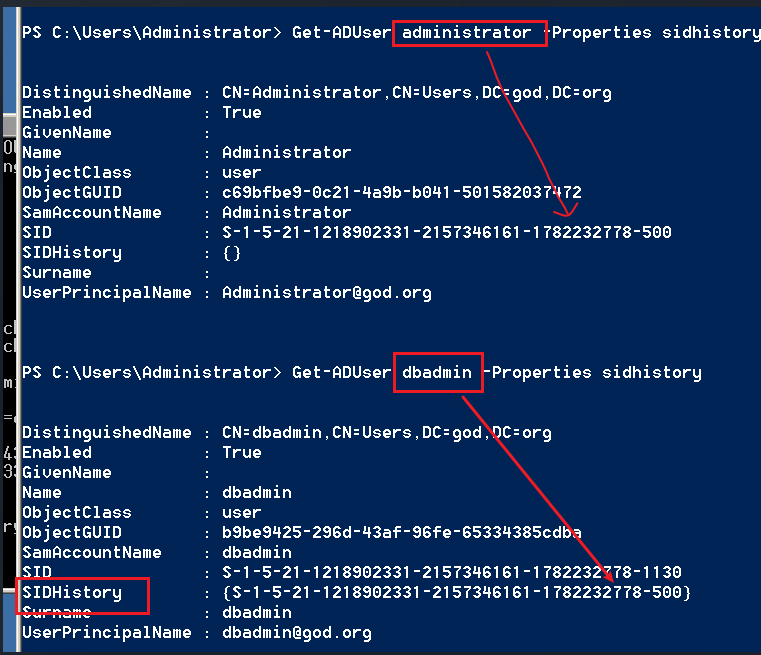 PS C:\Users\Administrator> Get-ADUser administrator -Properties sidhistory
DistinguishedName : CN=Administrator,CN=Users,DC=god,DC=org
Enabled : True
GivenName :
Name : Administrator
ObjectClass : user
ObjectGUID : c69bfbe9-0c21-4a9b-b041-501582037472
SamAccountName : Administrator
SID : S-1-5-21-1218902331-2157346161-1782232778-500
SIDHistory : {}
Surname :
UserPrincipalName : Administrator@god.org
PS C:\Users\Administrator> Get-ADUser dbadmin -Properties sidhistory
DistinguishedName : CN=dbadmin,CN=Users,DC=god,DC=org
Enabled : True
GivenName :
Name : dbadmin
ObjectClass : user
ObjectGUID : b9be9425-296d-43af-96fe-65334385cdba
SamAccountName : dbadmin
SID : S-1-5-21-1218902331-2157346161-1782232778-1130
SIDHistory : {S-1-5-21-1218902331-2157346161-1782232778-500}
Surname : dbadmin
UserPrincipalName : dbadmin@god.org